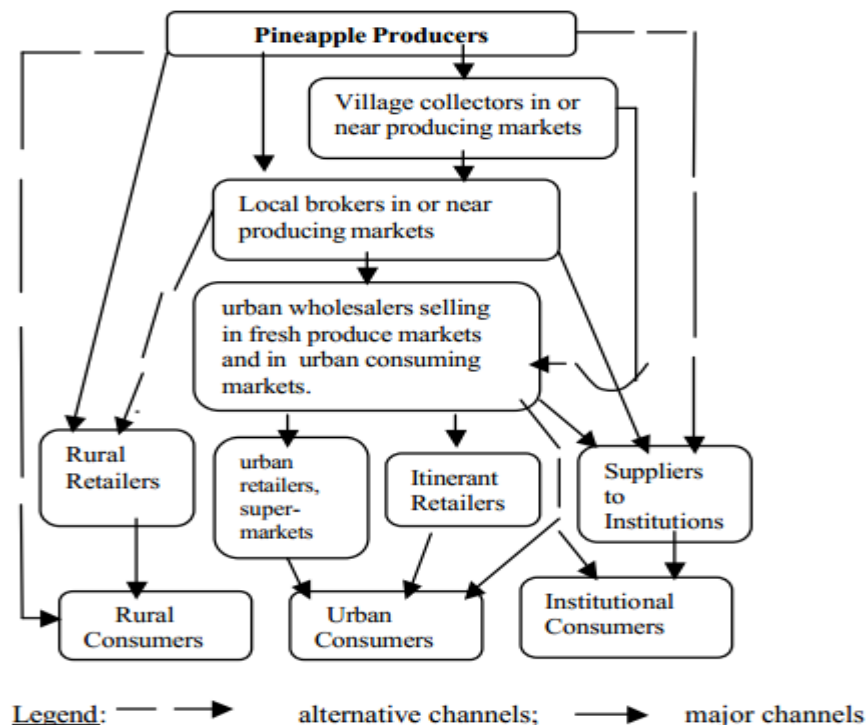 Pineapple Producers
Village collectors in or
near producing markets
Local brokers in or near
producing markets
urban wholesalers selling
in fresh produce markets
and in urban consuming
markets.
Rural
Retailers
urban
retailers,
super-
markets
Itinerant
Retailers
Suppliers
to
Institutions
Rural
Consumers
Urban
Consumers
Institutional
Consumers
Legend: alternative channels; major channels